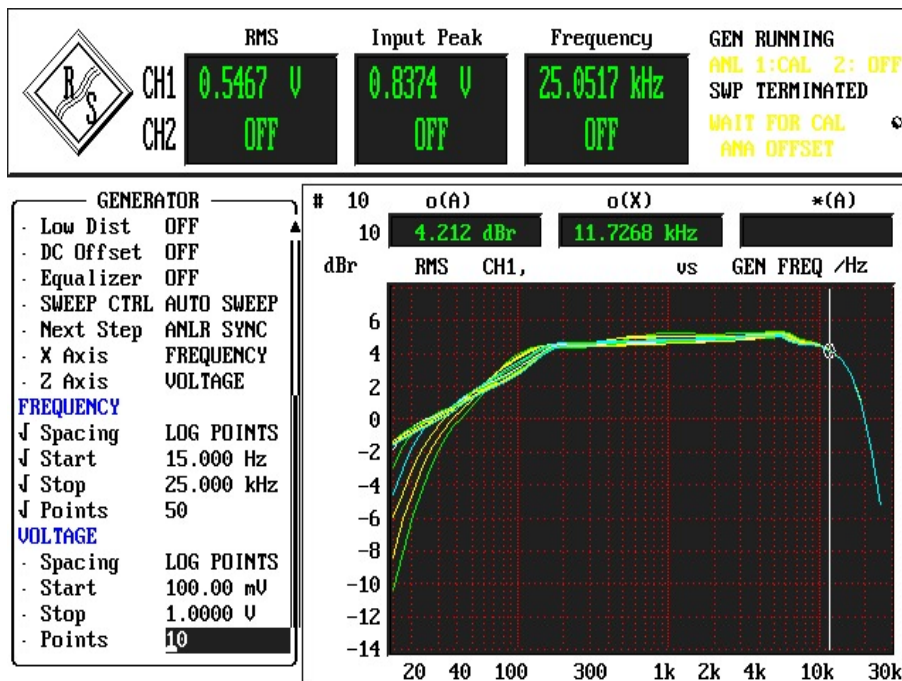 RMS Input Peak Frequency
R S
CH1 0.5467 V 0.8374 V 25.0517 kHz
CH2 OFF OFF OFF
GEN RUNNING
ANL 1:CAL 2: OFF
SWP TERMINATED
WAIT FOR CAL
ANA OFFSET
GENERATOR
· Low Dist OFF
· DC Offset OFF
· Equalizer OFF
· SWEEP CTRL AUTO SWEEP
· Next Step ANLR SYNC
· X Axis FREQUENCY
· Z Axis VOLTAGE
FREQUENCY
√ Spacing LOG POINTS
√ Start 15.000 Hz
√ Stop 25.000 kHz
√ Points 50
VOLTAGE
· Spacing LOG POINTS
· Start 100.00 mV
· Stop 1.0000 V
· Points 10
# 10 o(A) o(X) *(A)
10 4.212 dBr 11.7268 kHz
dBr RMS CH1, vs GEN FREQ /Hz
6
4
2
0
-2
-4
-6
-8
-10
-12
-14
20 40 100 300 1k 2k 4k 10k 30k